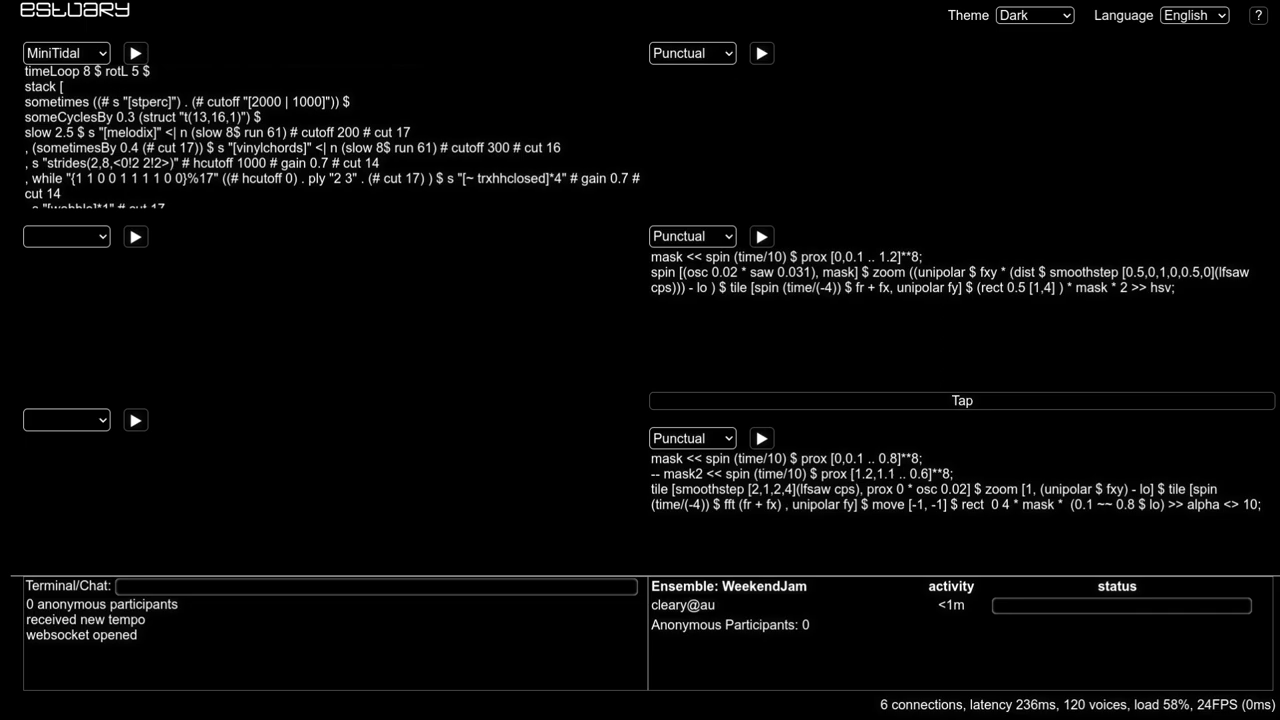 estuary
Theme Dark Language English ?
MiniTidal
timeLoop 8 $ rotL 5 $
stack [
sometimes ((# s "[stperc]") . (# cutoff "[2000 | 1000]")) $
someCyclesBy 0.3 (struct "t(13,16,1)") $
slow 2.5 $ s "[melodix]" <| n (slow 8$ run 61) # cutoff 200 # cut 17
, (sometimesBy 0.4 (# cut 17)) $ s "[vinylchords]" <| n (slow 8$ run 61) # cutoff 300 # cut 16
, s "strides(2,8,<0!2 2!2>)" # hcutoff 1000 # gain 0.7 # cut 14
, while "{1 1 0 0 1 1 1 1 0 0}%17" ((# hcutoff 0) . ply "2 3" . (# cut 17) ) $ s "[~ trxhhclosed]*4" # gain 0.7 #
cut 14
, s "[wobble]*1" # cut 17
Punctual
Punctual
mask << spin (time/10) $ prox [0,0.1 .. 1.2]**8;
spin [(osc 0.02 * saw 0.031), mask] $ zoom ((unipolar $ fxy * (dist $ smoothstep [0.5,0,1,0,0.5,0](lfsaw
cps))) - lo ) $ tile [spin (time/(-4)) $ fr + fx, unipolar fy] $ (rect 0.5 [1,4] ) * mask * 2 >> hsv;
Tap
Punctual
mask << spin (time/10) $ prox [0,0.1 .. 0.8]**8;
-- mask2 << spin (time/10) $ prox [1.2,1.1 .. 0.6]**8;
tile [smoothstep [2,1,2,4](lfsaw cps), prox 0 * osc 0.02] $ zoom [1, (unipolar $ fxy) - lo] $ tile [spin
(time/(-4)) $ fft (fr + fx) , unipolar fy] $ move [-1, -1] $ rect 0 4 * mask * (0.1 ~~ 0.8 $ lo) >> alpha <> 10;
Terminal/Chat:
0 anonymous participants
received new tempo
websocket opened
Ensemble: WeekendJam activity status
cleary@au <1m
Anonymous Participants: 0
6 connections, latency 236ms, 120 voices, load 58%, 24FPS (0ms)